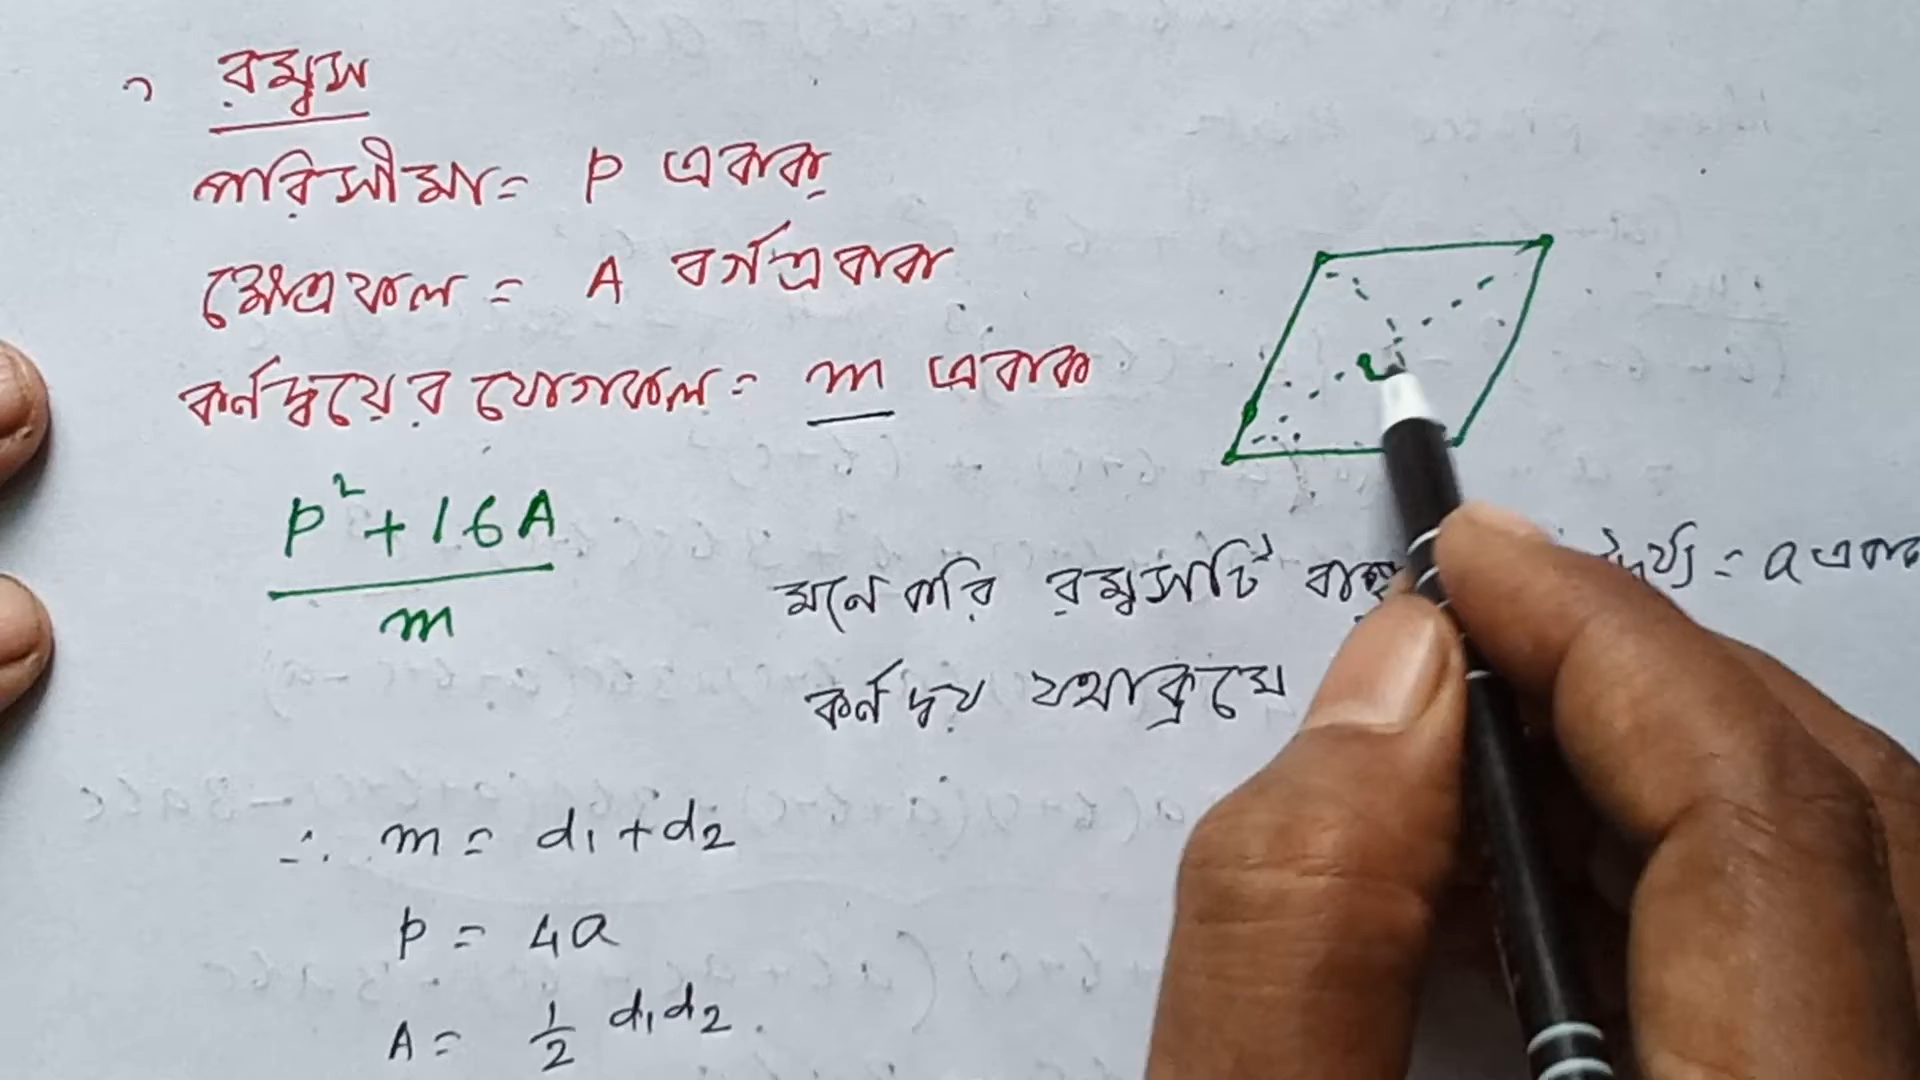 রম্বস
পরিসীমা = P একক
ক্ষেত্রফল = A বর্গএকক
কর্ণদ্বয়ের যোগফল = m একক
P² + 16A
m
মনে করি রম্বসটি = a একক
কর্ণদ্বয় যথাক্রমে
∴ m = d₁ + d₂
P = 4a
A = 1/2 d₁d₂.